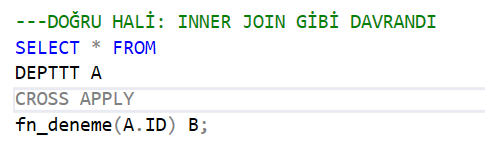 ---DOĞRU HALİ: INNER JOIN GİBİ DAVRANDI
SELECT * FROM
DEPTTT A
CROSS APPLY
fn_deneme(A.ID) B;